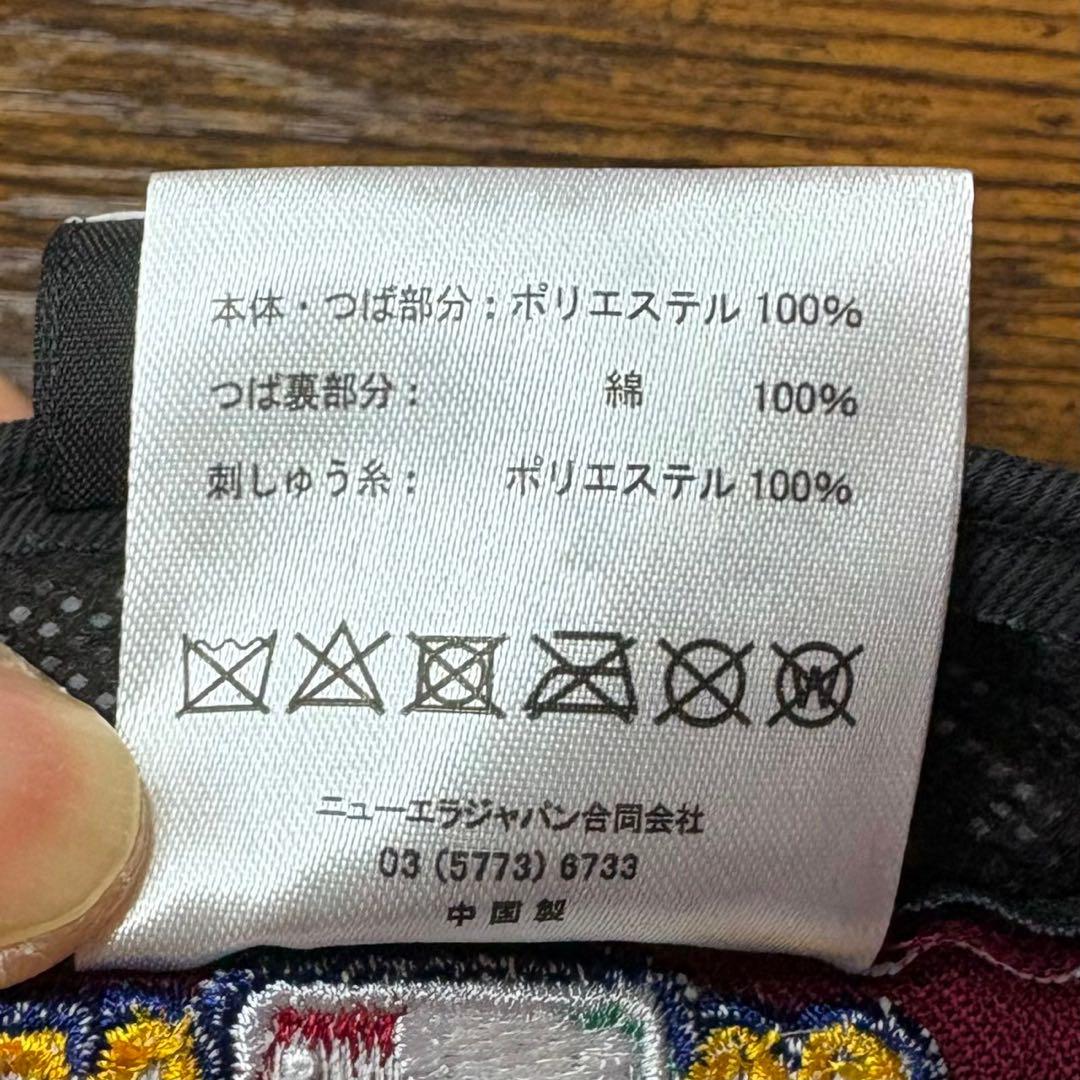 本体・つば部分：ポリエステル 100%
つば裏部分： 綿 100%
刺しゅう糸： ポリエステル 100%
ニューエラジャパン合同会社
03 (5773) 6733
中国製